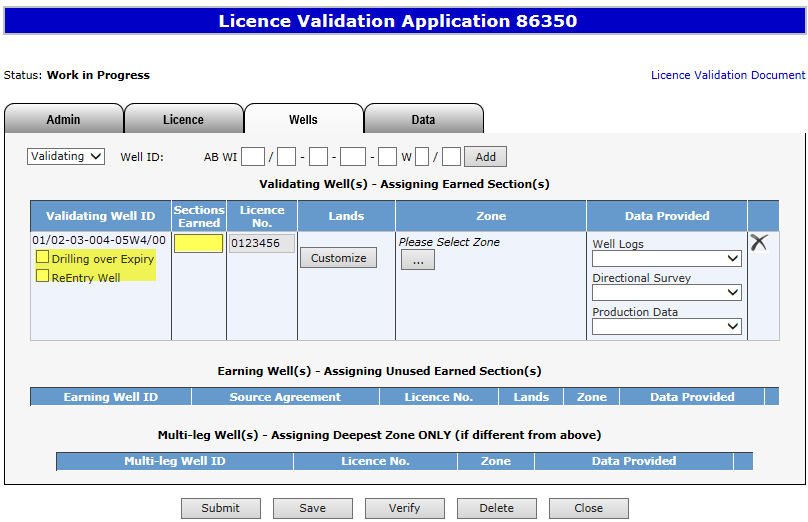 Licence Validation Application 86350
Status: Work in Progress
Licence Validation Document
Admin
Licence
Wells
Data
Validating
Well ID:
AB WI / - - - W / Add
Validating Well(s) - Assigning Earned Section(s)
Validating Well ID
Sections Earned
Licence No.
Lands
Zone
Data Provided
01/02-03-004-05W4/00
Drilling over Expiry
ReEntry Well
0123456
Customize
Please Select Zone
...
Well Logs
Directional Survey
Production Data
Earning Well(s) - Assigning Unused Earned Section(s)
Earning Well ID
Source Agreement
Licence No.
Lands
Zone
Data Provided
Multi-leg Well(s) - Assigning Deepest Zone ONLY (if different from above)
Multi-leg Well ID
Licence No.
Zone
Data Provided
Submit
Save
Verify
Delete
Close